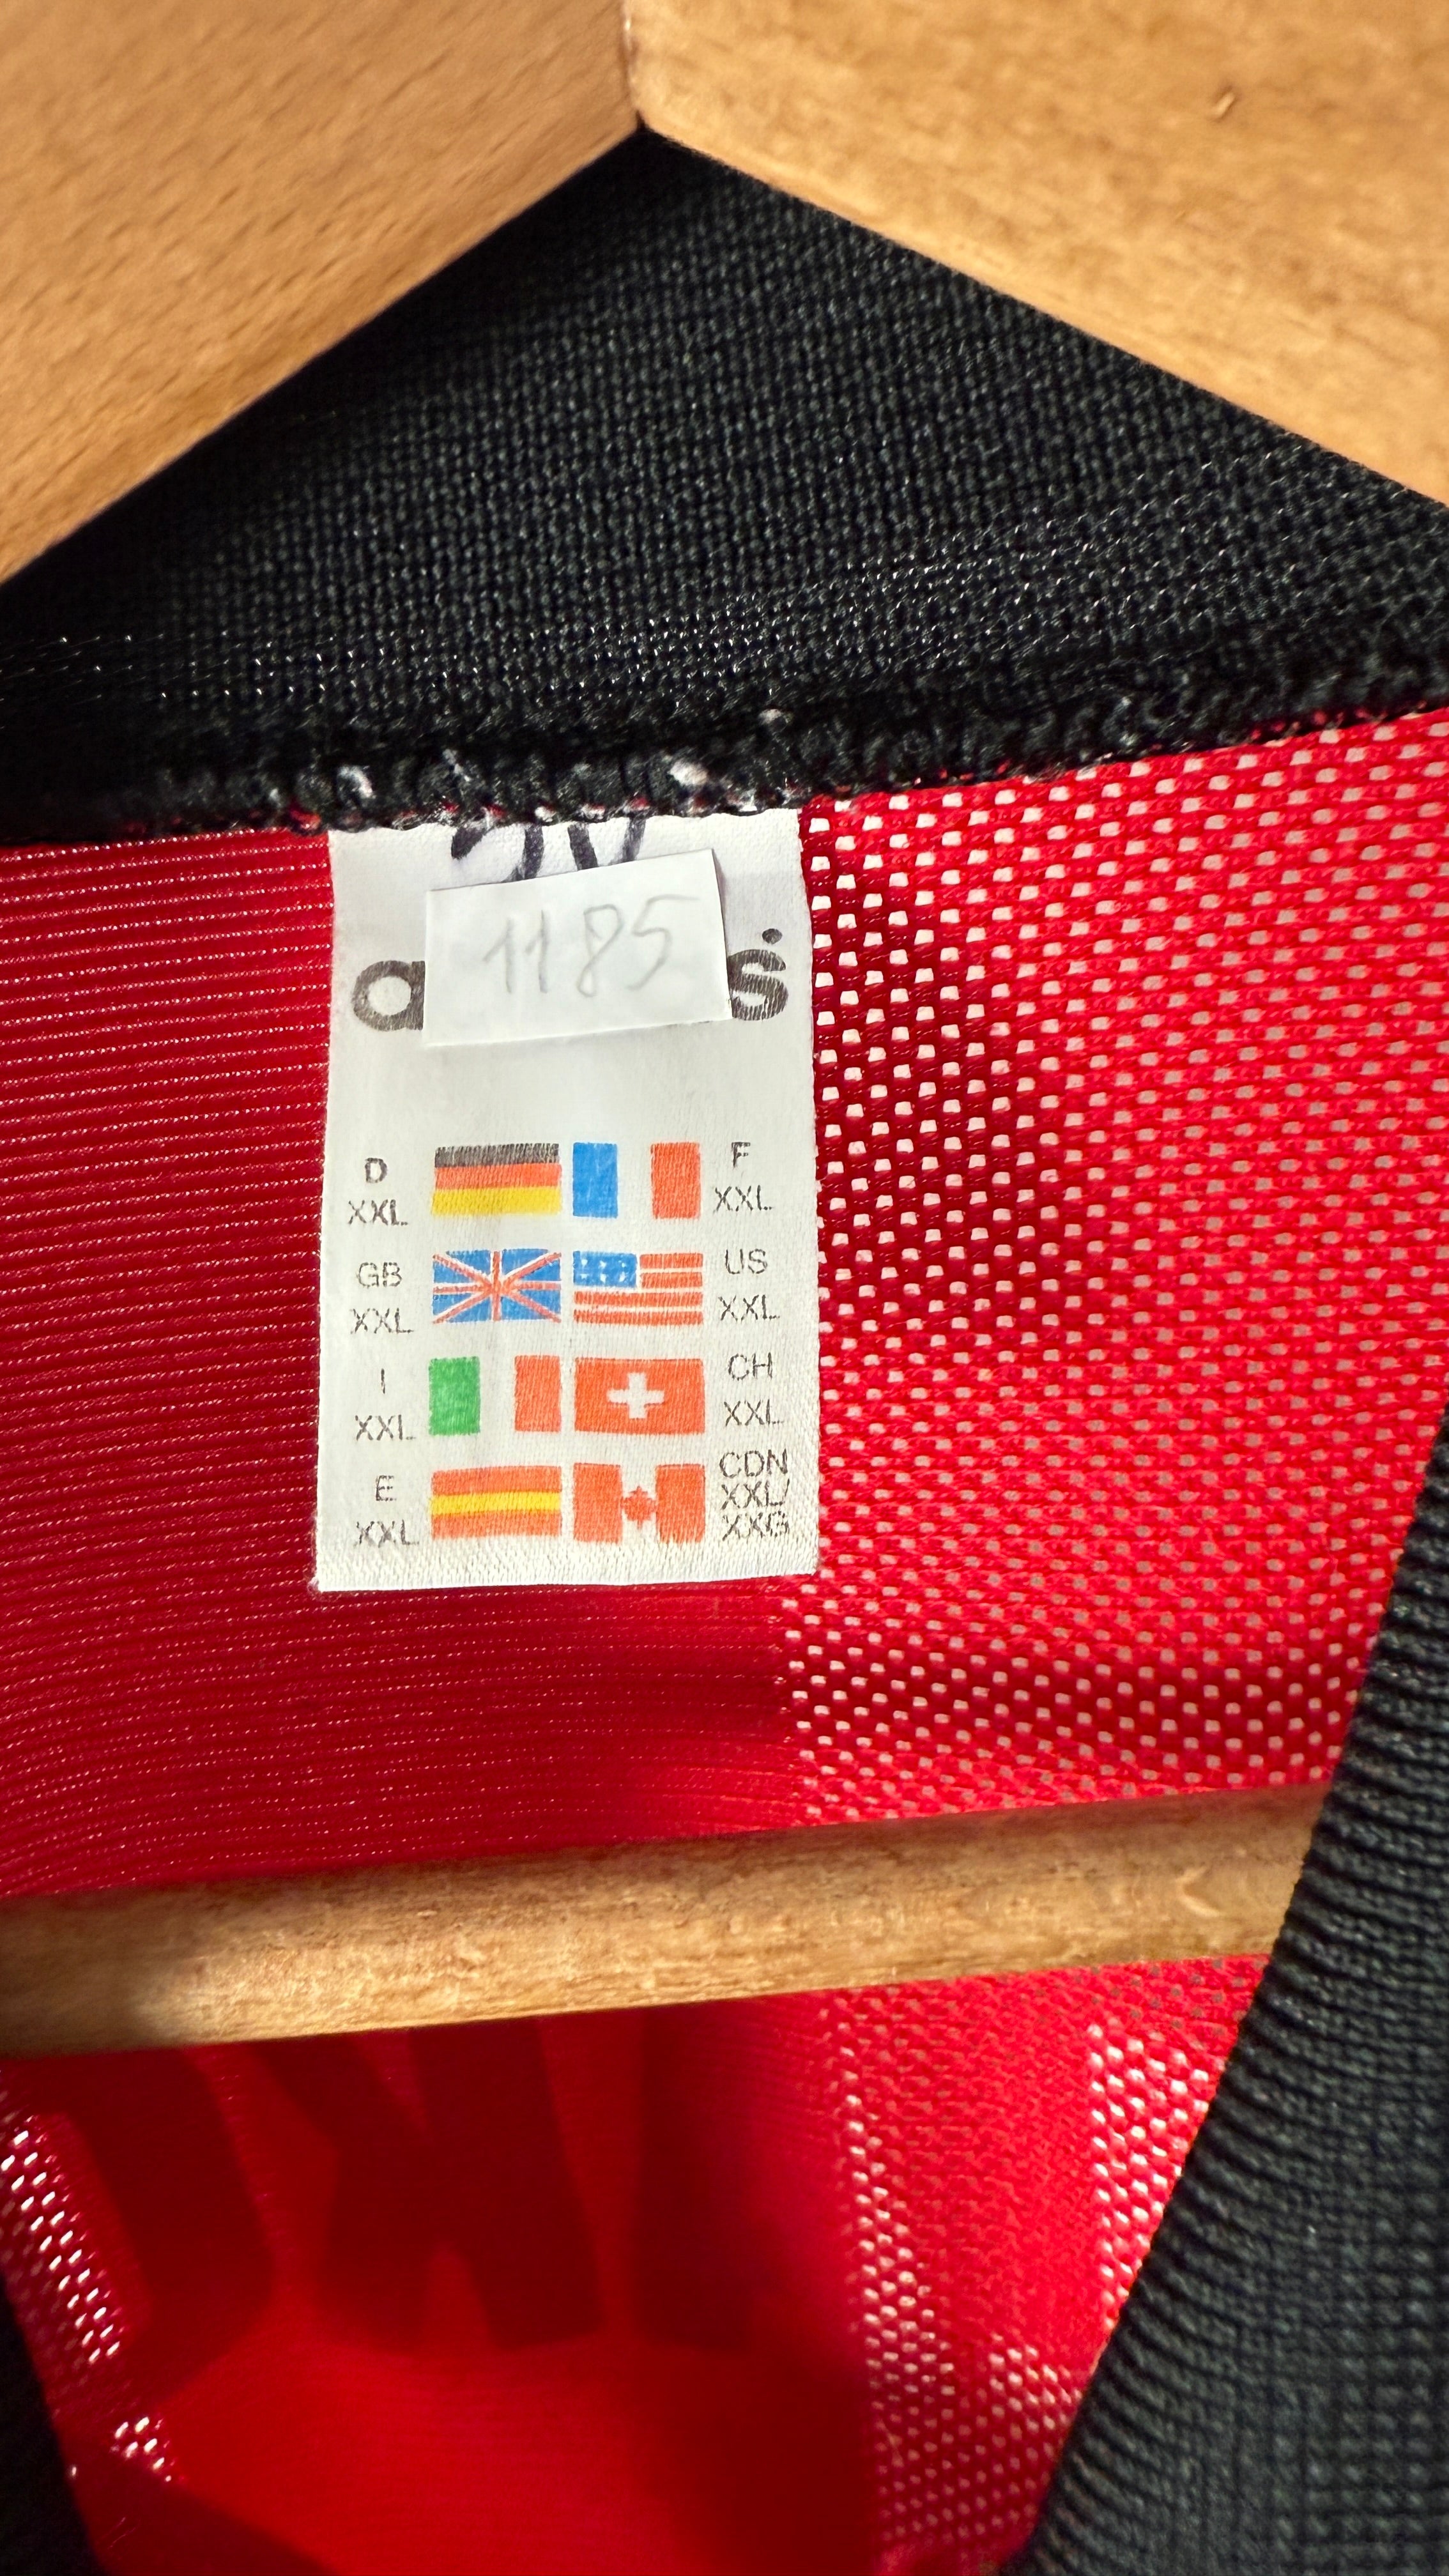 1185
a s
D F
XXL XXL
GB US
XXL XXL
I CH
XXL XXL
E CDN
XXL XXL/
XXG